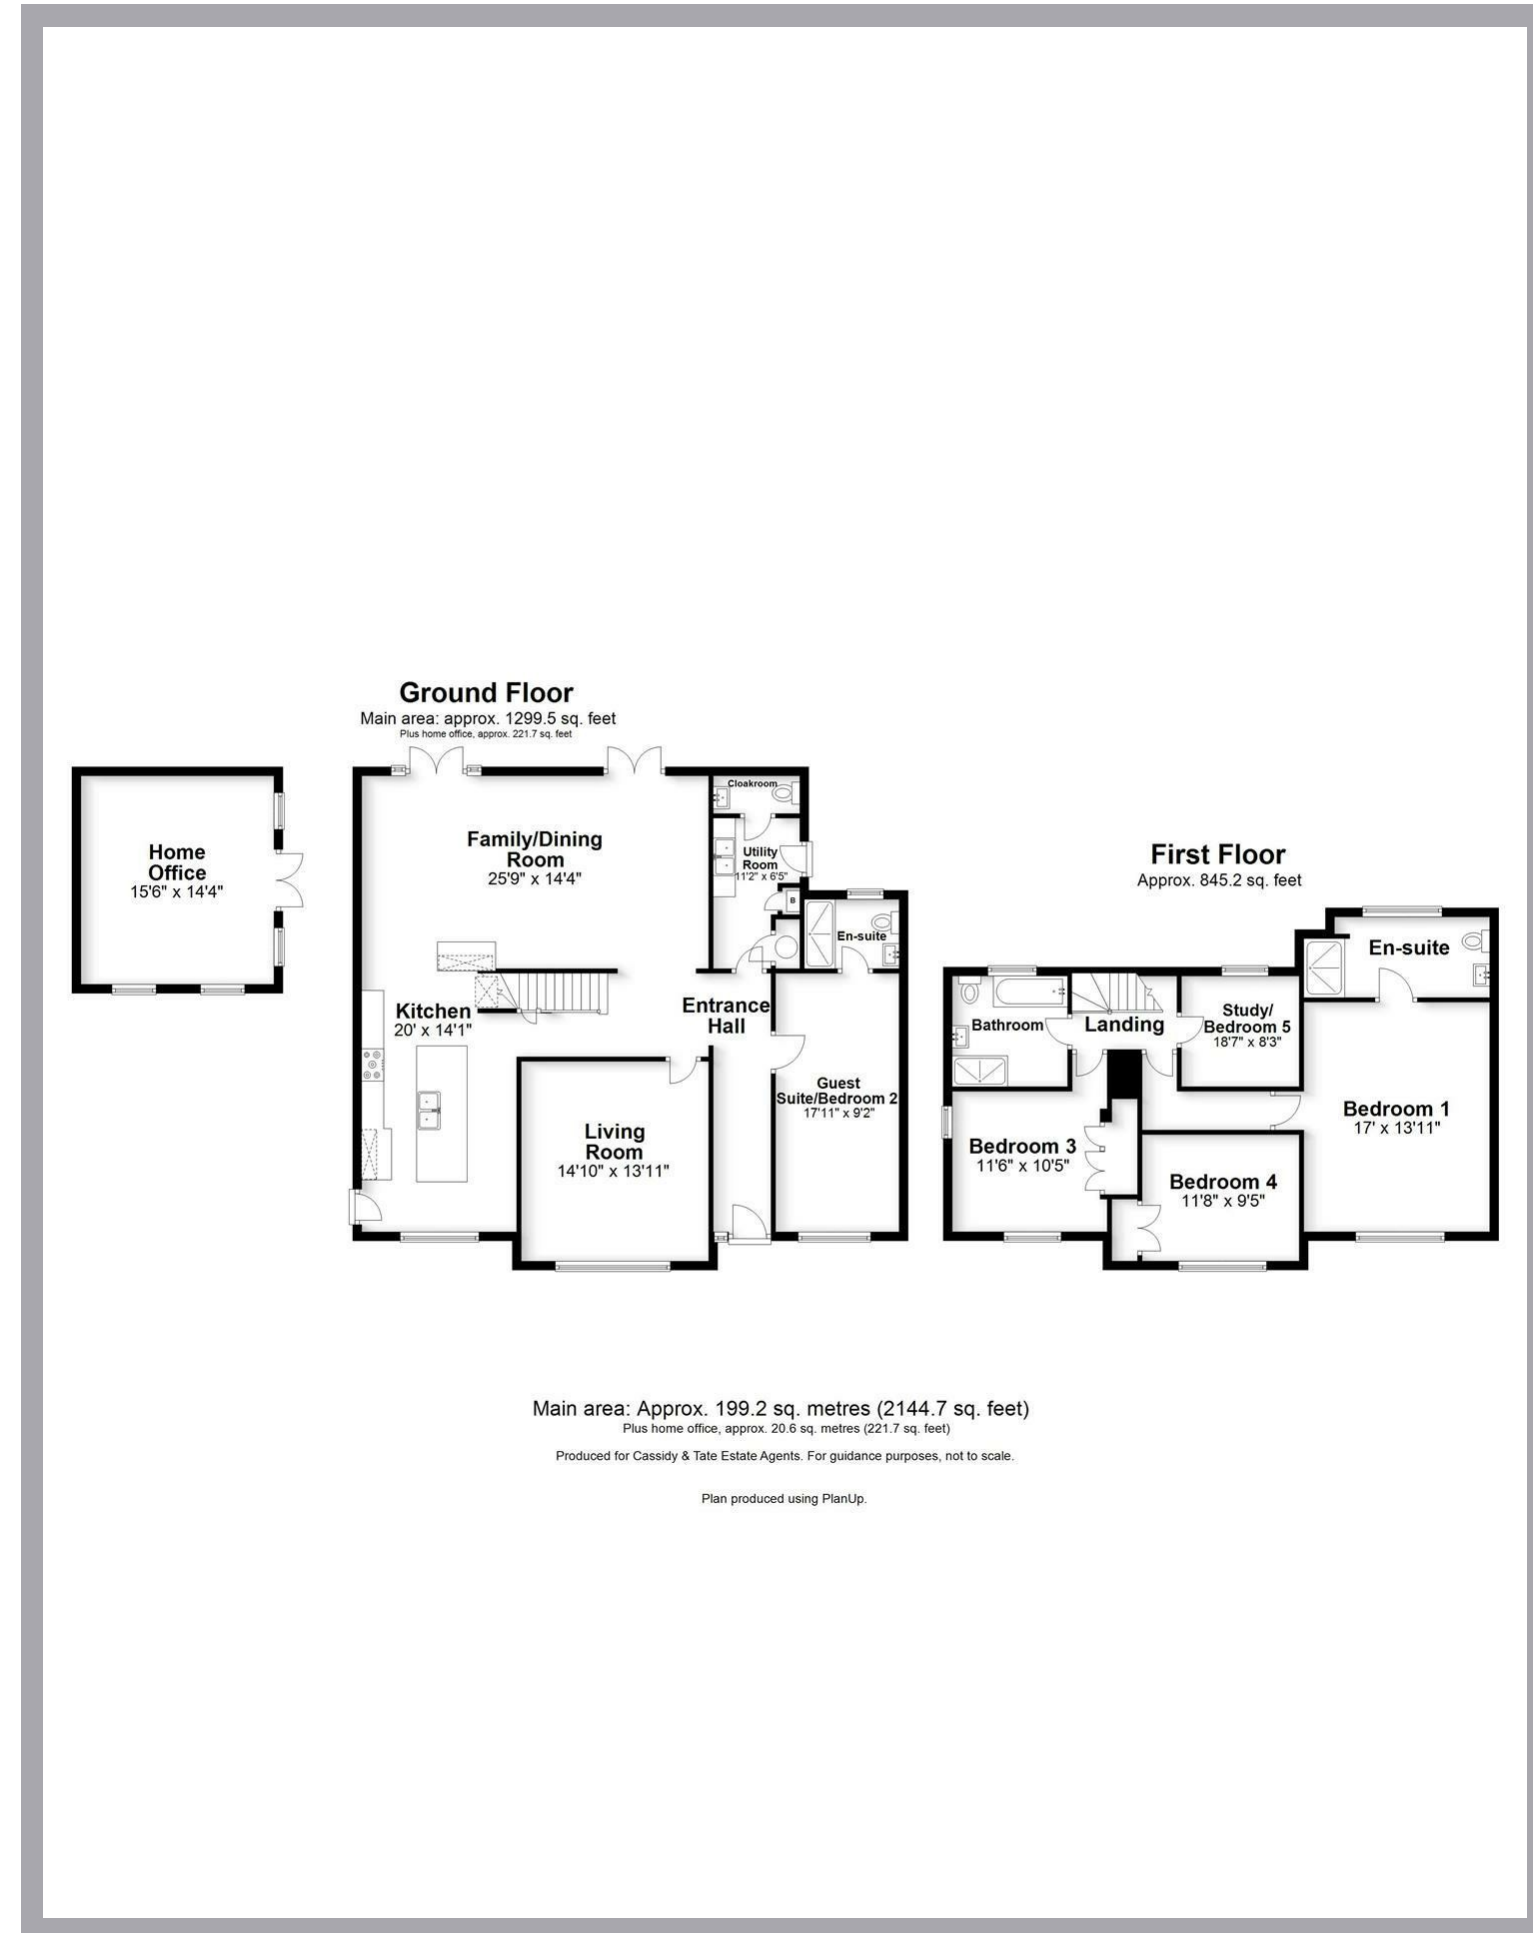 Ground Floor
Main area: approx. 1299.5 sq. feet
Plus home office, approx. 221.7 sq. feet
Home
Office
15'6" x 14'4"
Family/Dining
Room
25'9" x 14'4"
Cloakroom
Utility
Room
11'2" x 6'5"
B
En-suite
Kitchen
20' x 14'1"
Entrance
Hall
Guest
Suite/Bedroom 2
17'11" x 9'2"
Living
Room
14'10" x 13'11"
First Floor
Approx. 845.2 sq. feet
En-suite
Bathroom
Landing
Study/
Bedroom 5
18'7" x 8'3"
Bedroom 1
17' x 13'11"
Bedroom 3
11'6" x 10'5"
Bedroom 4
11'8" x 9'5"
Main area: Approx. 199.2 sq. metres (2144.7 sq. feet)
Plus home office, approx. 20.6 sq. metres (221.7 sq. feet)
Produced for Cassidy & Tate Estate Agents. For guidance purposes, not to scale.
Plan produced using PlanUp.